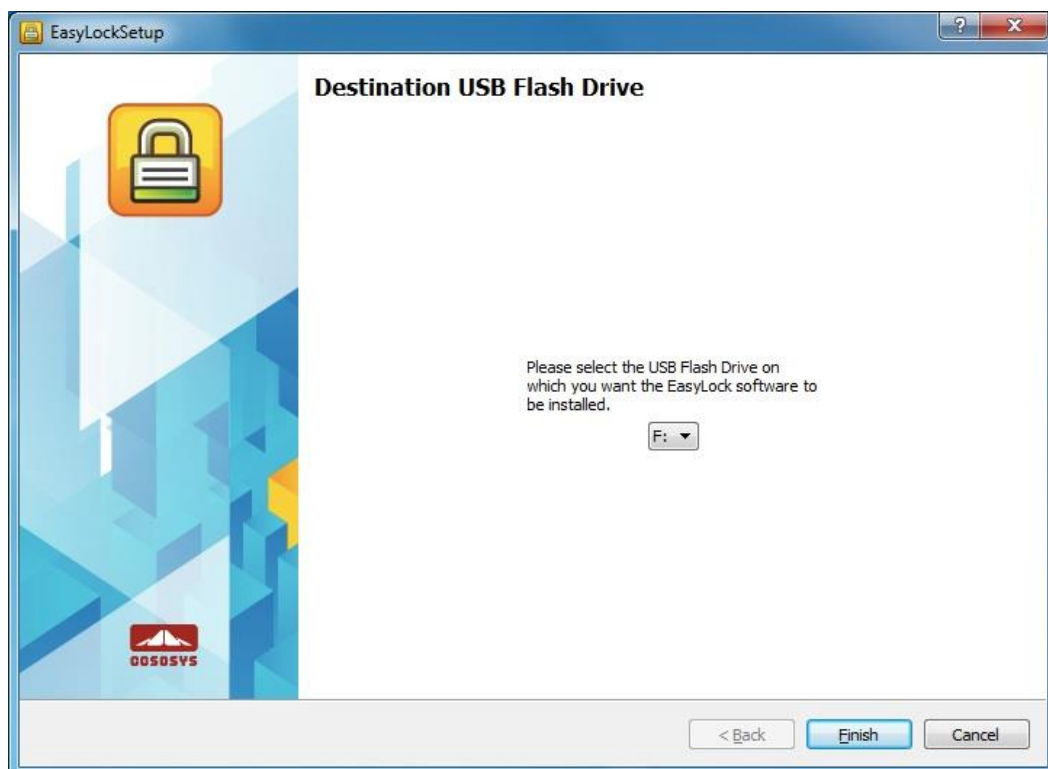 EasyLockSetup
Destination USB Flash Drive
Please select the USB Flash Drive on
which you want the EasyLock software to
be installed.
F:
COSOSYS
< Back
Finish
Cancel